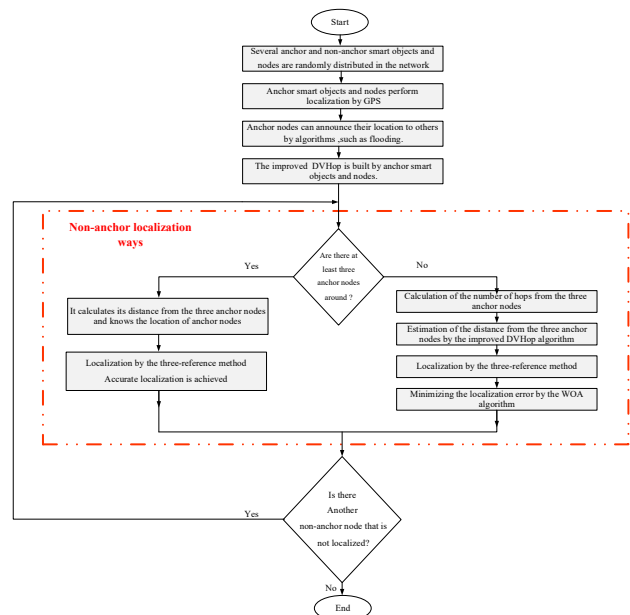 Start
Several anchor and non-anchor smart objects and
nodes are randomly distributed in the network
Anchor smart objects and nodes perform
localization by GPS
Anchor nodes can announce their location to others
by algorithms ,such as flooding.
The improved DVHop is built by anchor smart
objects and nodes.
Non-anchor localization
ways
Are there at
least three
anchor nodes
around ?
Yes
No
It calculates its distance from the three anchor nodes
and knows the location of anchor nodes
Localization by the three-reference method
Accurate localization is achieved
Calculation of the number of hops from the three
anchor nodes
Estimation of the distance from the three anchor
nodes by the improved DVHop algorithm
Localization by the three-reference method
Minimizing the localization error by the WOA
algorithm
Is there
Another
non-anchor node that is
not localized?
Yes
No
End